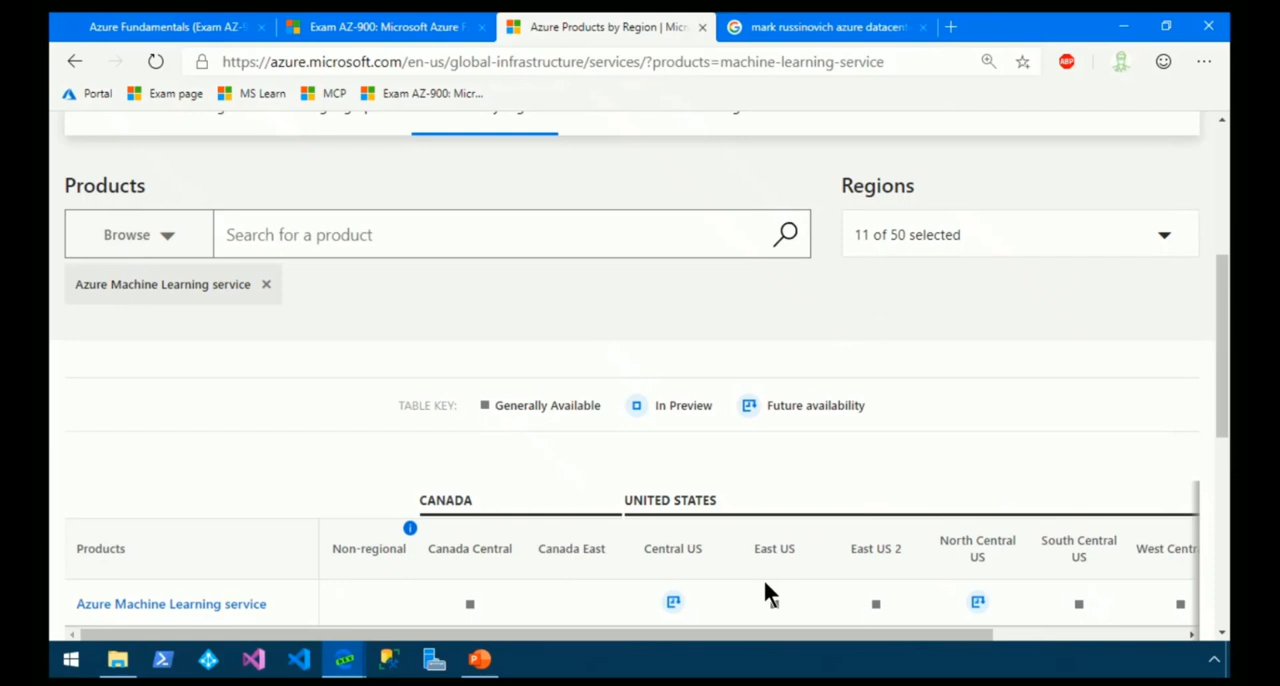 Azure Fundamentals (Exam AZ-9
Exam AZ-900: Microsoft Azure F
Azure Products by Region | Micr
mark russinovich azure datacent
https://azure.microsoft.com/en-us/global-infrastructure/services/?products=machine-learning-service
ABP
Portal
Exam page
MS Learn
MCP
Exam AZ-900: Micr...
Products
Regions
Browse
Search for a product
11 of 50 selected
Azure Machine Learning service
TABLE KEY:
Generally Available
In Preview
Future availability
CANADA
UNITED STATES
Products
Non-regional
Canada Central
Canada East
Central US
East US
East US 2
North Central
US
South Central
US
West Centr
Azure Machine Learning service